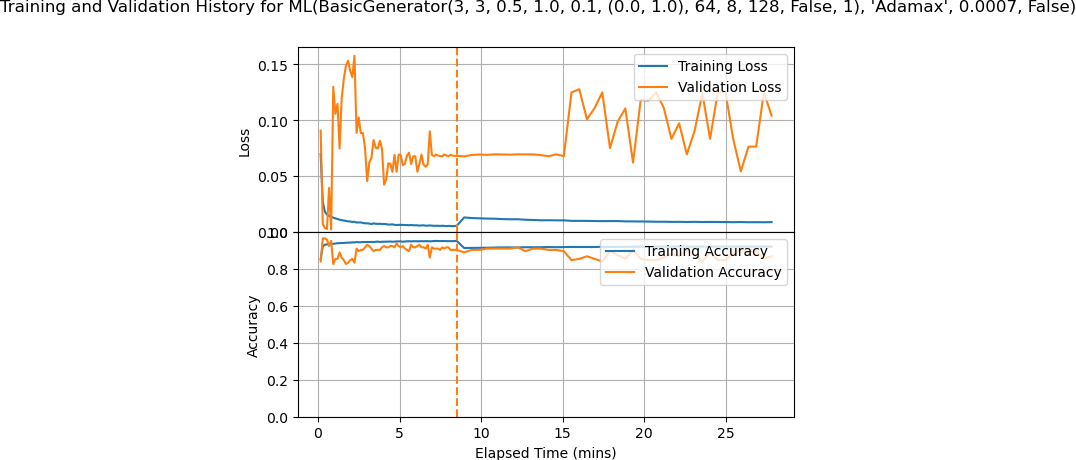 Training and Validation History for ML(BasicGenerator(3, 3, 0.5, 1.0, 0.1, (0.0, 1.0), 64, 8, 128, False, 1), 'Adamax', 0.0007, False)
0.15
Training Loss
Validation Loss
0.10
Loss
0.05
0.00
1.0
Training Accuracy
0.8
Validation Accuracy
0.6
Accuracy
0.4
0.2
0.0
0 5 10 15 20 25
Elapsed Time (mins)